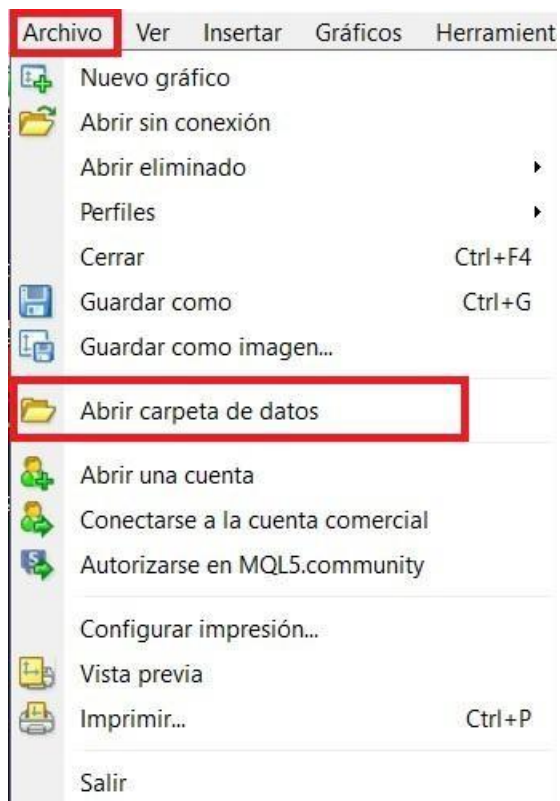 Archivo Ver Insertar Gráficos Herramient
Nuevo gráfico
Abrir sin conexión
Abrir eliminado
Perfiles
Cerrar Ctrl+F4
Guardar como Ctrl+G
Guardar como imagen...
Abrir carpeta de datos
Abrir una cuenta
Conectarse a la cuenta comercial
Autorizarse en MQL5.community
Configurar impresión...
Vista previa
Imprimir... Ctrl+P
Salir